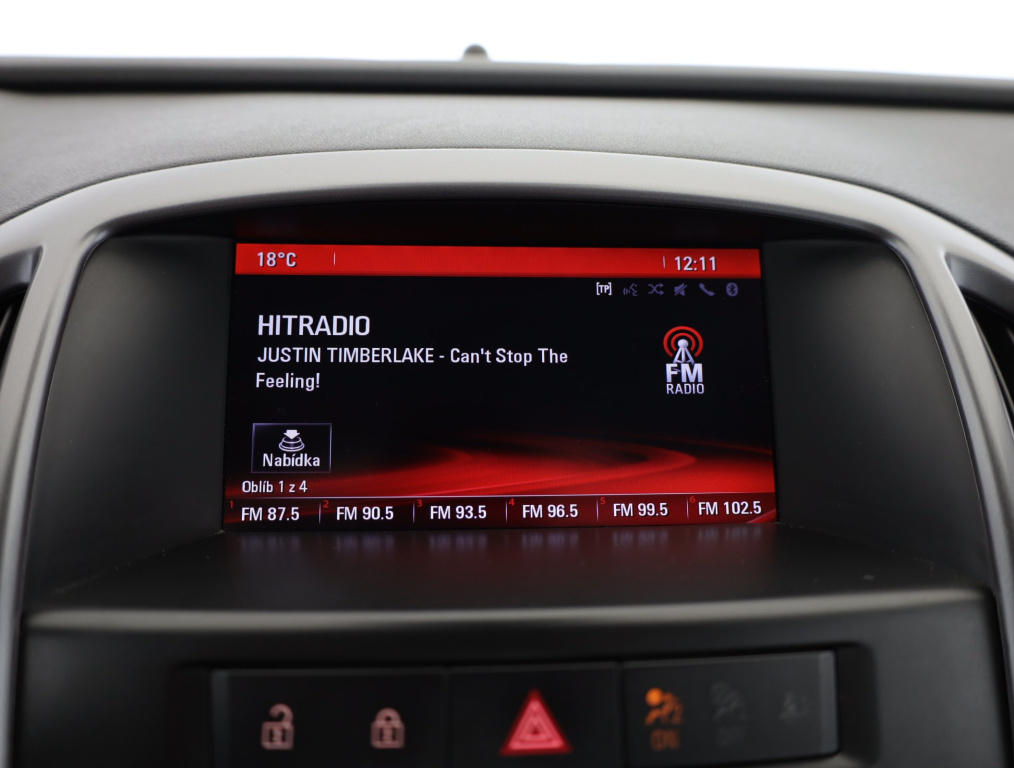 18°C 12:11
[TP]
HITRADIO
JUSTIN TIMBERLAKE - Can't Stop The
Feeling!
FM
RADIO
Nabídka
Oblíb 1 z 4
1 FM 87.5 2 FM 90.5 3 FM 93.5 4 FM 96.5 5 FM 99.5 6 FM 102.5
ON
OFF